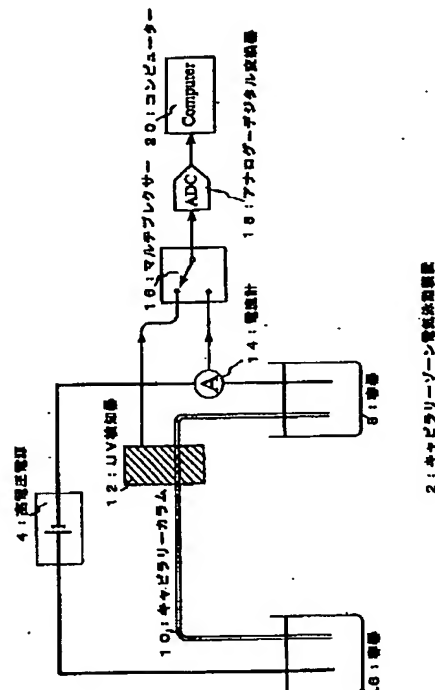 4:高電圧電源
12:UV検知器
10:キャピラリーカラム
16:マルチプレクサー
20:コンピューター
Computer
ADC
18:アナログーデジタル変換器
A
14:電流計
6:容器
8:容器
2:キャピラリーゾーン電気泳動装置